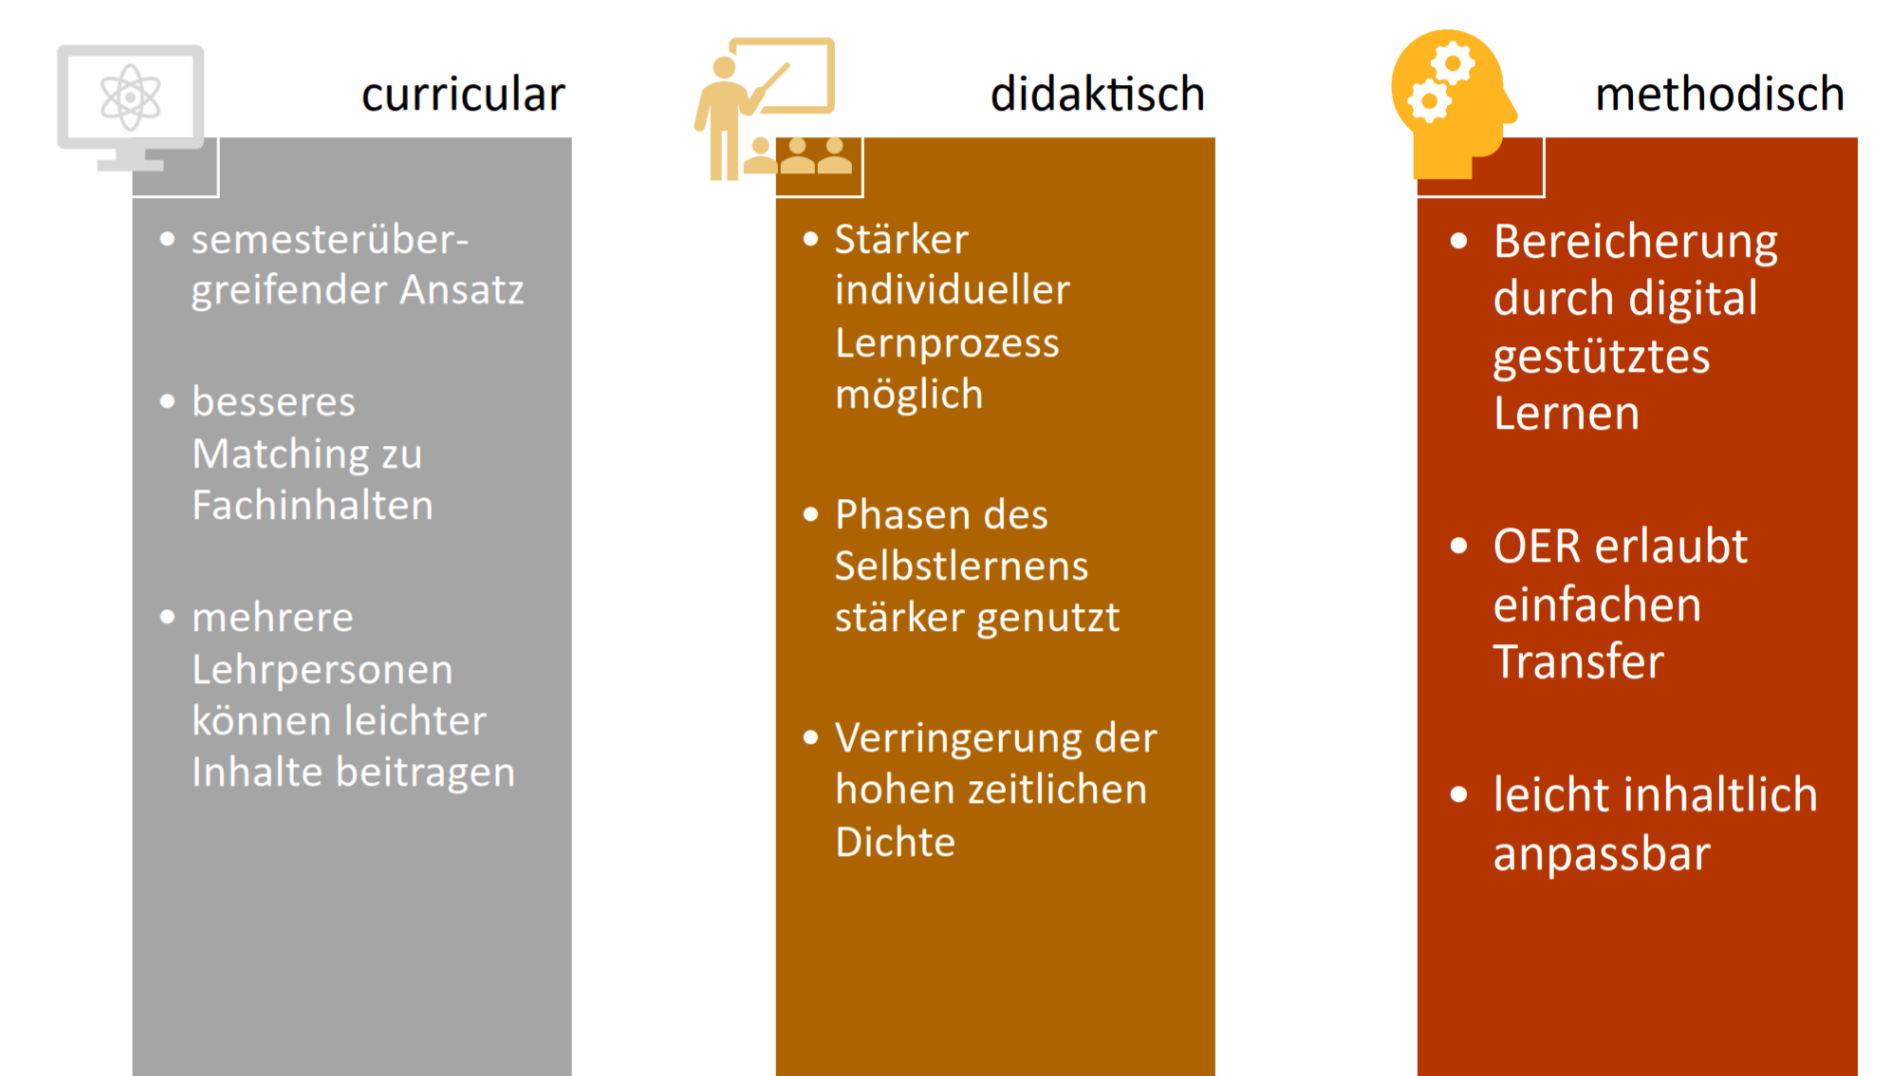 curricular
• semesterüber-
greifender Ansatz
• besseres
Matching zu
Fachinhalten
• mehrere
Lehrpersonen
können leichter
Inhalte beitragen
didaktisch
• Stärker
individueller
Lernprozess
möglich
• Phasen des
Selbstlernens
stärker genutzt
• Verringerung der
hohen zeitlichen
Dichte
methodisch
• Bereicherung
durch digital
gestütztes
Lernen
• OER erlaubt
einfachen
Transfer
• leicht inhaltlich
anpassbar